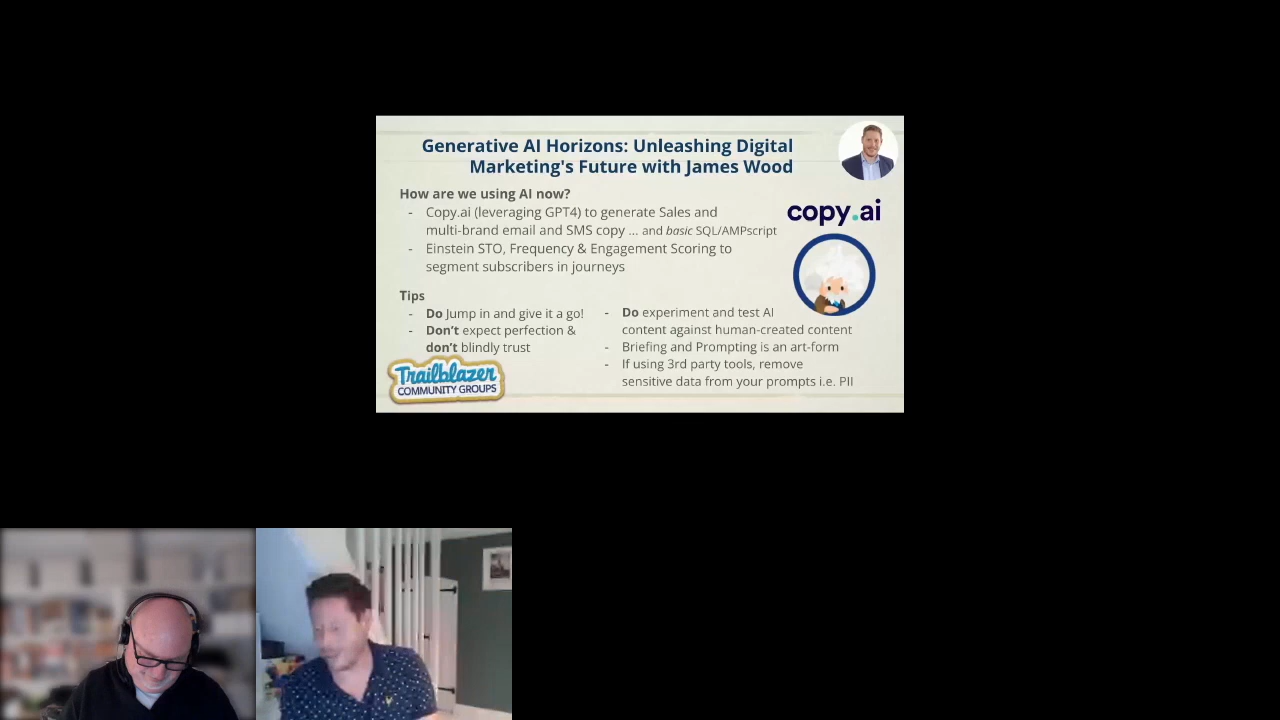 Generative AI Horizons: Unleashing Digital
Marketing's Future with James Wood
How are we using AI now?
- Copy.ai (leveraging GPT4) to generate Sales and
multi-brand email and SMS copy ... and basic SQL/AMPscript
- Einstein STO, Frequency & Engagement Scoring to
segment subscribers in journeys
copy.ai
Tips
- Do Jump in and give it a go!
- Don't expect perfection &
don't blindly trust
- Do experiment and test AI
content against human-created content
- Briefing and Prompting is an art-form
- If using 3rd party tools, remove
sensitive data from your prompts i.e. PII
Trailblazer
COMMUNITY GROUPS